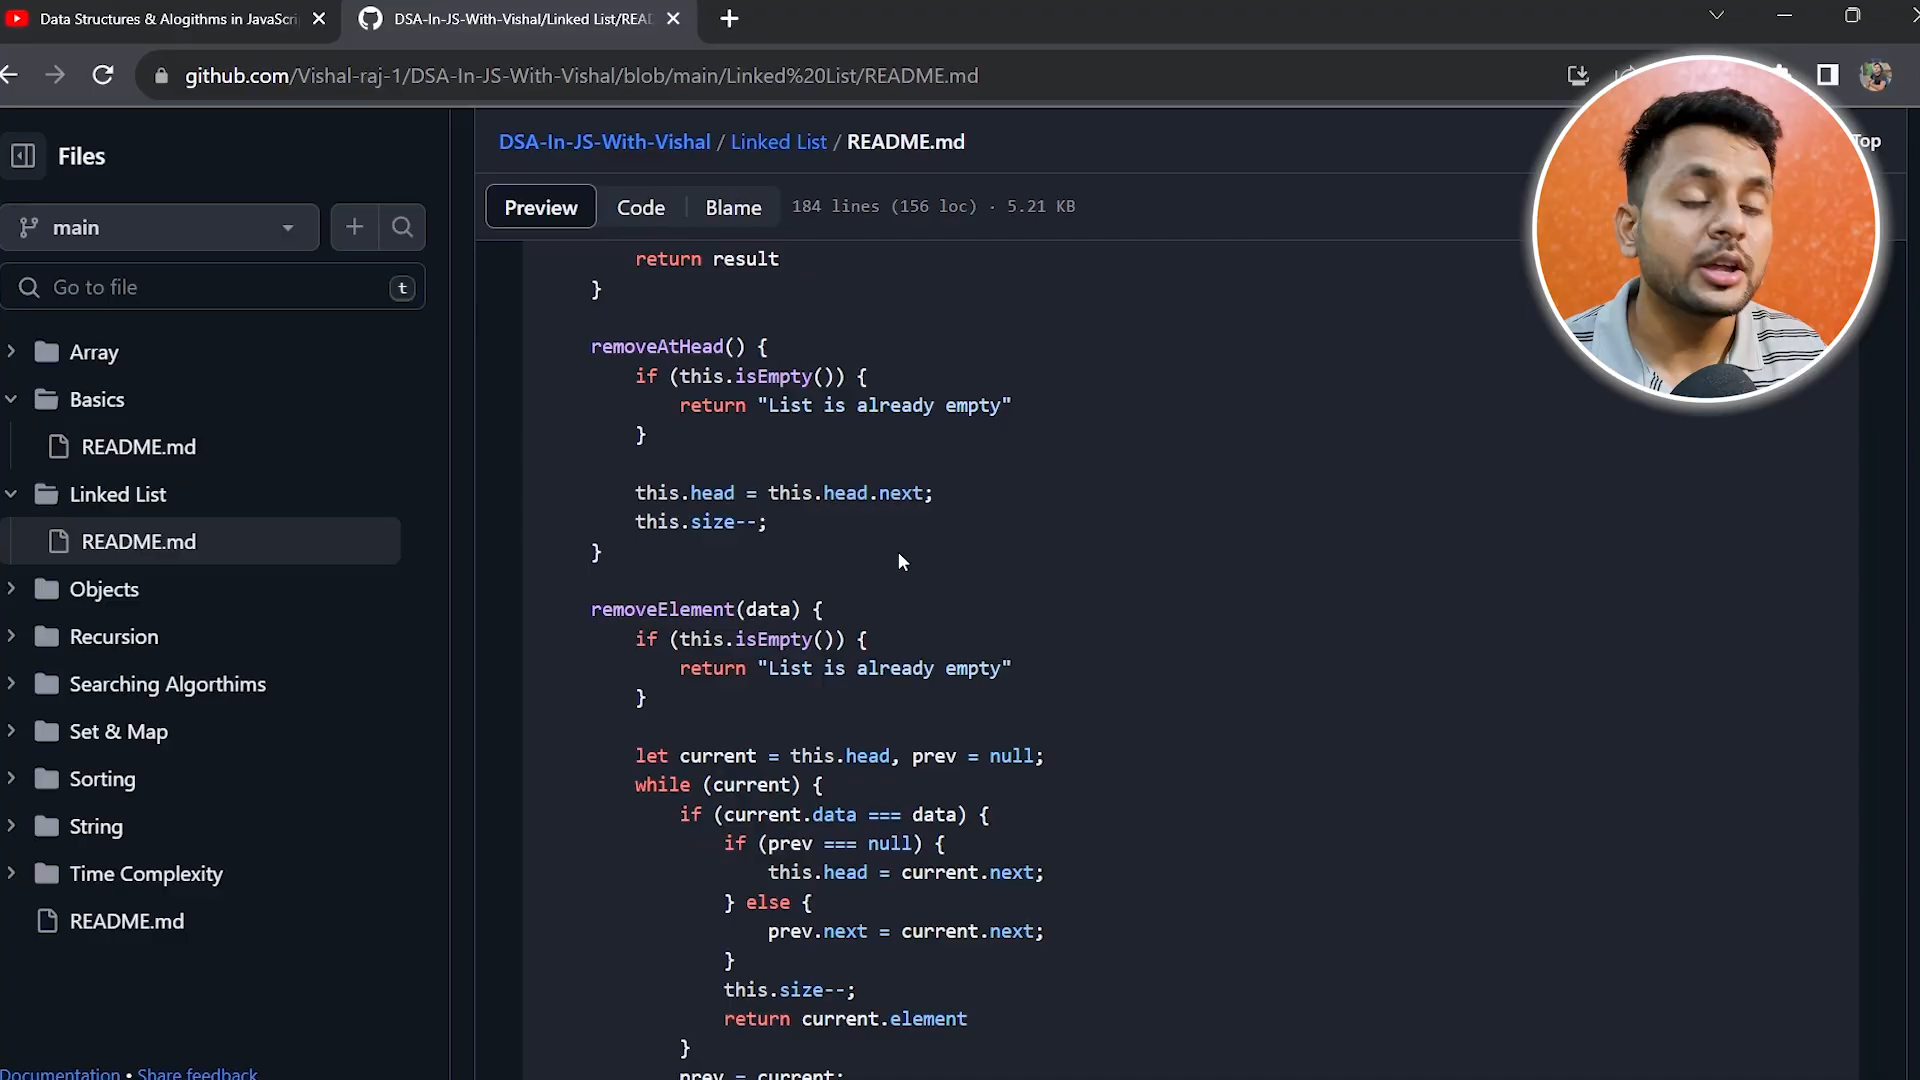 Data Structures & Alogithms in JavaScri
DSA-In-JS-With-Vishal/Linked List/READ
github.com/Vishal-raj-1/DSA-In-JS-With-Vishal/blob/main/Linked%20List/README.md
Files
main
Go to file
t
Array
Basics
README.md
Linked List
README.md
Objects
Recursion
Searching Algorthims
Set & Map
Sorting
String
Time Complexity
README.md
Documentation • Share feedback
DSA-In-JS-With-Vishal / Linked List / README.md
Top
Preview Code Blame 184 lines (156 loc) · 5.21 KB
return result
}
removeAtHead() {
if (this.isEmpty()) {
return "List is already empty"
}
this.head = this.head.next;
this.size--;
}
removeElement(data) {
if (this.isEmpty()) {
return "List is already empty"
}
let current = this.head, prev = null;
while (current) {
if (current.data === data) {
if (prev === null) {
this.head = current.next;
} else {
prev.next = current.next;
}
this.size--;
return current.element
}
prev = current;